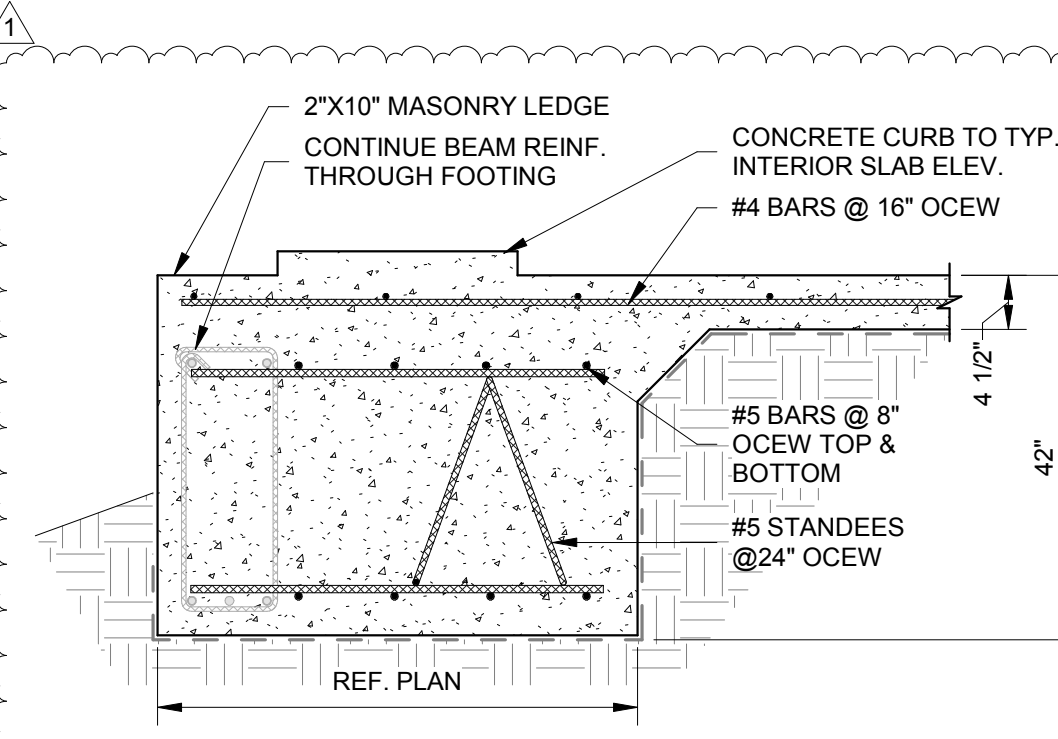 1
2"X10" MASONRY LEDGE
CONTINUE BEAM REINF.
THROUGH FOOTING
CONCRETE CURB TO TYP.
INTERIOR SLAB ELEV.
#4 BARS @ 16" OCEW
4 1/2"
42"
#5 BARS @ 8"
OCEW TOP &
BOTTOM
#5 STANDEES
@24" OCEW
REF. PLAN